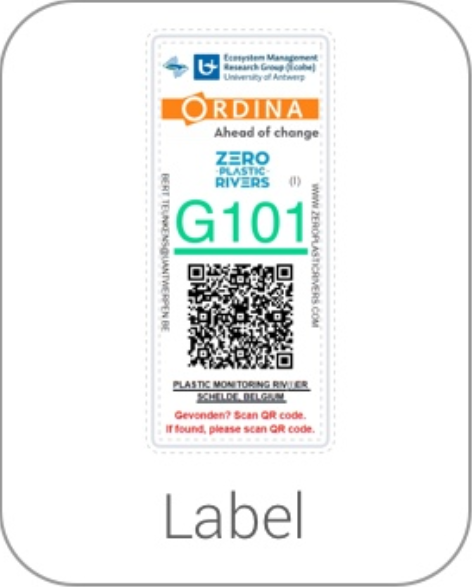 Ecosystem Management
Research Group (Ecobe)
University of Antwerp
ORDINA
Ahead of change
ZERO
PLASTIC
RIVERS
(I)
G101
BERT.TEUNKENS@UANTWERPEN.BE
WWW.ZEROPLASTICRIVERS.COM
PLASTIC MONITORING RIVIER
SCHELDE, BELGIUM
Gevonden? Scan QR code.
If found, please scan QR code.
Label